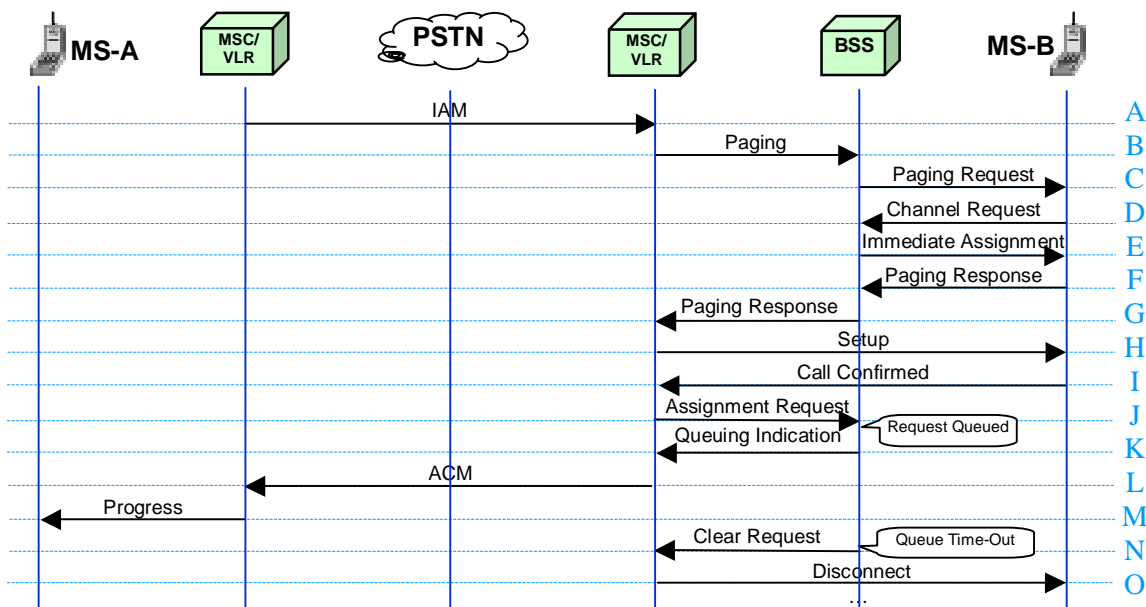 MS-A
MSC/
VLR
PSTN
MSC/
VLR
BSS
MS-B
IAM
A
Paging
B
Paging Request
C
Channel Request
D
Immediate Assignment
E
Paging Response
F
Paging Response
G
Setup
H
Call Confirmed
I
Assignment Request
Request Queued
J
Queuing Indication
K
ACM
L
Progress
M
Clear Request
Queue Time-Out
N
Disconnect
O
...